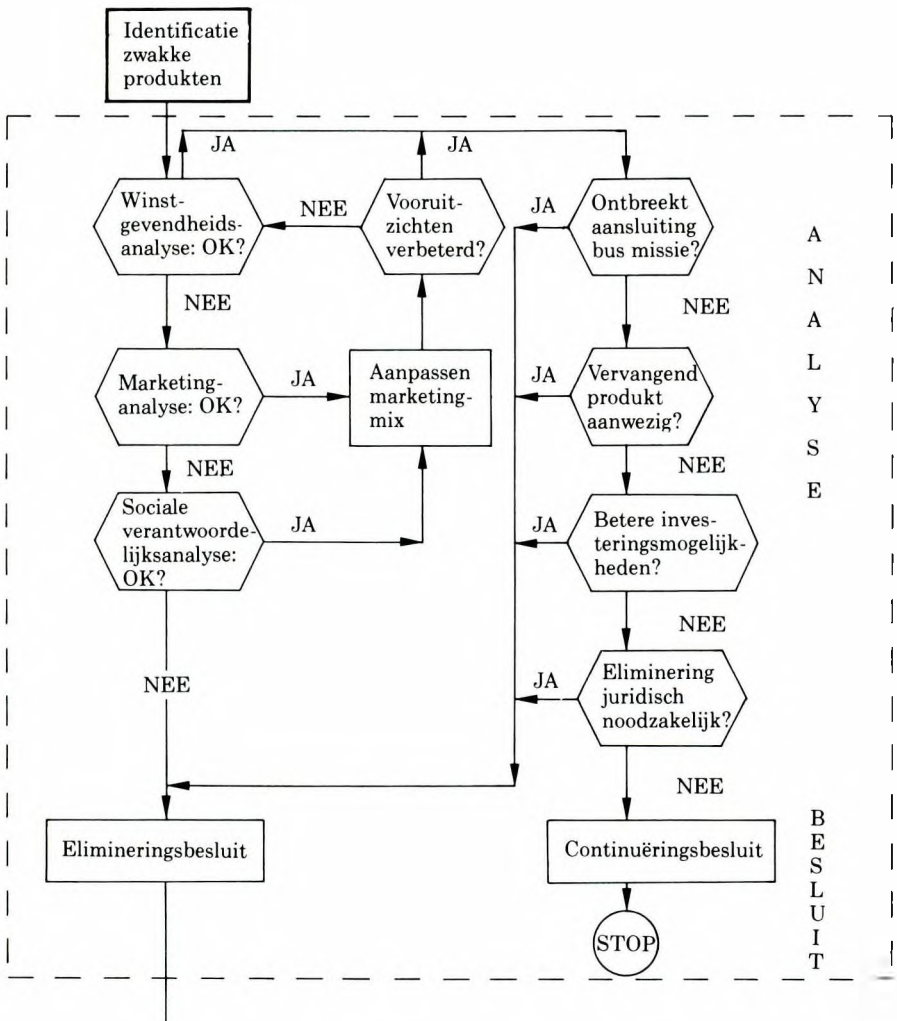 Identificatie
zwakke
produkten
JA
JA
Winst-
gevendheids-
analyse: OK?
NEE
Vooruit-
zichten
verbeterd?
JA
Ontbreekt
aansluiting
bus missie?
NEE
NEE
Marketing-
analyse: OK?
JA
Aanpassen
marketing-
mix
JA
Vervangend
produkt
aanwezig?
NEE
NEE
Sociale
verantwoorde-
lijksanalyse:
OK?
JA
JA
Betere inves-
teringsmogelijk-
heden?
NEE
NEE
JA
Eliminering
juridisch
noodzakelijk?
NEE
Elimineringsbesluit
Continuëringsbesluit
STOP
A
N
A
L
Y
S
E
B
E
S
L
U
I
T